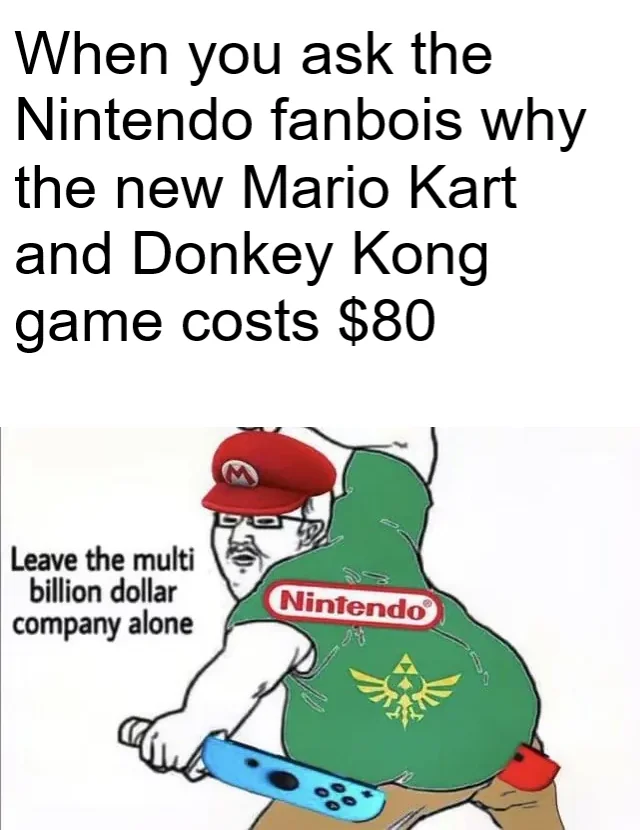 When you ask the
Nintendo fanbois why
the new Mario Kart
and Donkey Kong
game costs $80
M
Leave the multi
billion dollar
company alone
Nintendo®